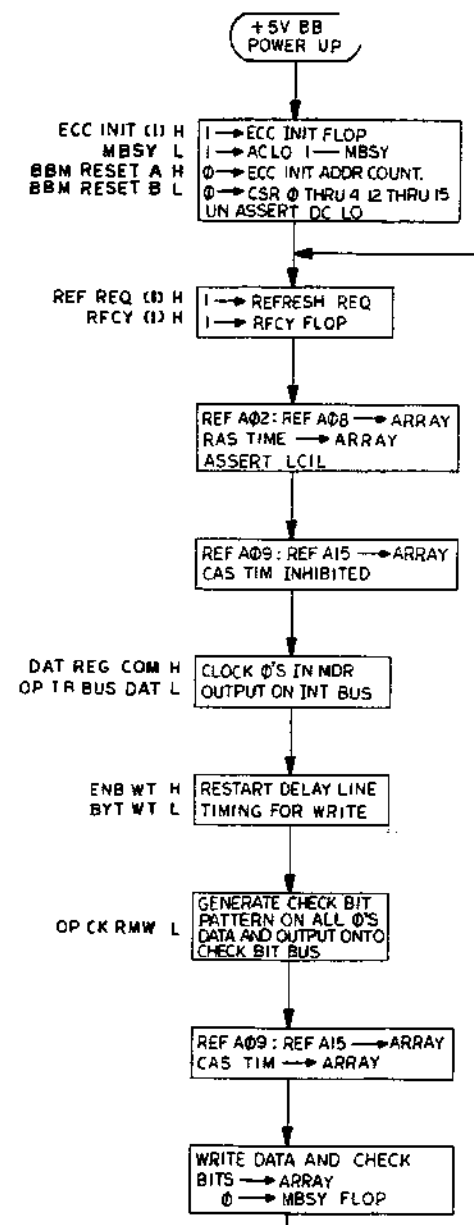 +5V BB
POWER UP
ECC INIT (1) H
MBSY L
BBM RESET A H
BBM RESET B L
1 → ECC INIT FLOP
1 → ACLO 1 — MBSY
Ø → ECC INIT ADDR COUNT.
Ø → CSR Ø THRU 4 12 THRU 15
UN ASSERT DC LO
REF REQ (1) H
RFCY (1) H
1 → REFRESH REQ
1 → RFCY FLOP
REF AØ2: REF AØ8 → ARRAY
RAS TIME → ARRAY
ASSERT LCIL
REF AØ9: REF A15 → ARRAY
CAS TIM INHIBITED
DAT REG COM H
OP TB BUS DAT L
CLOCK Ø'S IN MDR
OUTPUT ON INT BUS
ENB WT H
BYT WT L
RESTART DELAY LINE
TIMING FOR WRITE
OP CK RMW L
GENERATE CHECK BIT
PATTERN ON ALL Ø'S
DATA AND OUTPUT ONTO
CHECK BIT BUS
REF AØ9: REF A15 → ARRAY
CAS TIM → ARRAY
WRITE DATA AND CHECK
BITS → ARRAY
Ø → MBSY FLOP